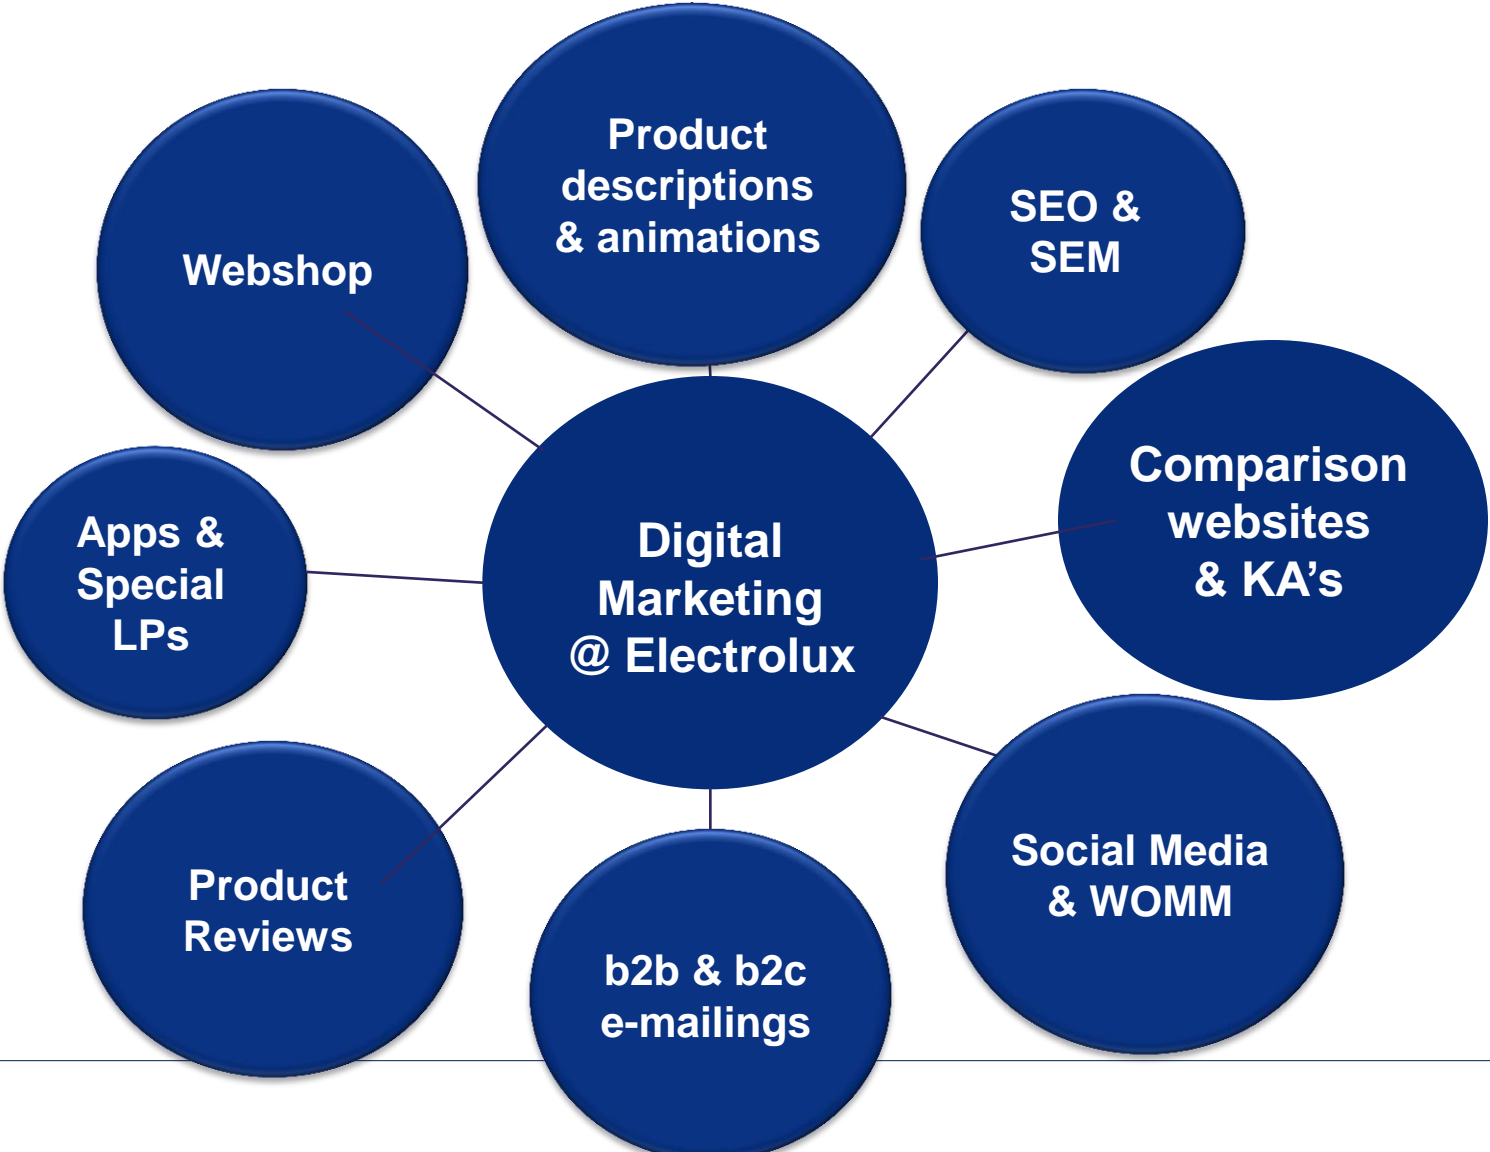 Product
descriptions
& animations
SEO &
SEM
Webshop
Comparison
websites
& KA’s
Apps &
Special
LPs
Digital
Marketing
@ Electrolux
Social Media
& WOMM
Product
Reviews
b2b & b2c
e-mailings